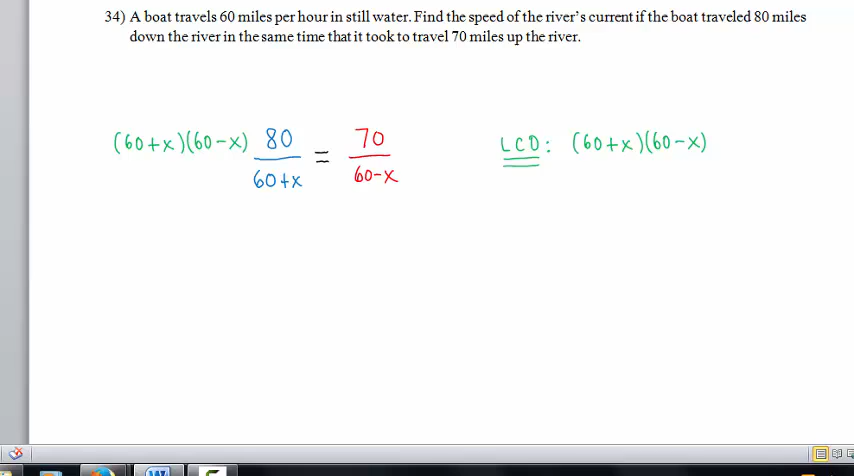 34) A boat travels 60 miles per hour in still water. Find the speed of the river's current if the boat traveled 80 miles
down the river in the same time that it took to travel 70 miles up the river.
(60+x)(60-x) 80/60+x = 70/60-x
LCD: (60+x)(60-x)